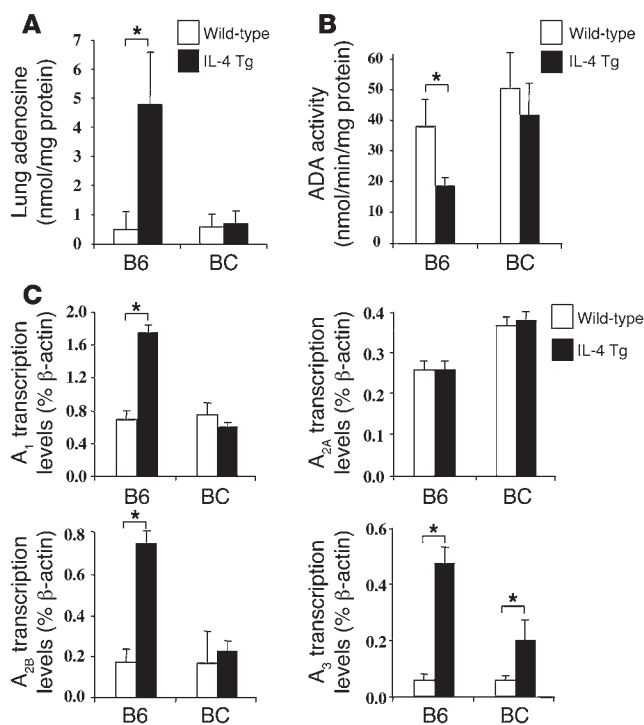 A
Lung adenosine
(nmol/mg protein)
7
6
5
4
3
2
1
0
*
Wild-type
IL-4 Tg
B6
BC
B
ADA activity
(nmol/min/mg protein)
60
50
40
30
20
10
0
*
Wild-type
IL-4 Tg
B6
BC
C
A1 transcription
levels (% β-actin)
2.0
1.6
1.2
0.8
0.4
0.0
*
B6
BC
A2A transcription
levels (% β-actin)
0.4
0.3
0.2
0.1
0.0
Wild-type
IL-4 Tg
B6
BC
A2B transcription
levels (% β-actin)
0.8
0.6
0.4
0.2
0.0
*
B6
BC
A3 transcription
levels (% β-actin)
0.6
0.4
0.2
0.0
*
*
B6
BC